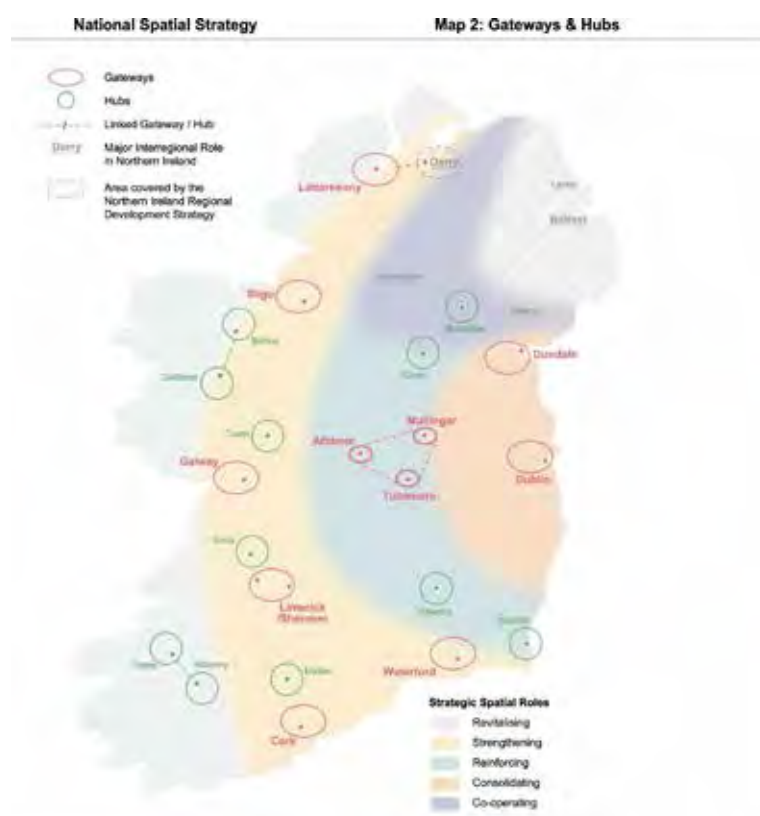 National Spatial Strategy
Map 2: Gateways & Hubs
Gateways
Hubs
Linked Gateway / Hub
Derry
Major Interregional Role
in Northern Ireland
Area covered by the
Northern Ireland Regional
Development Strategy
Derry
Letterkenny
Larne
Belfast
Sligo
Ballina
Monaghan
Dundalk
Castlebar
Cavan
Mullingar
Tuam
Athlone
Galway
Tullamore
Dublin
Ennis
Limerick
/Shannon
Kilkenny
Wexford
Waterford
Tralee
Killarney
Mallow
Cork
Strategic Spatial Roles
Revitalising
Strengthening
Reinforcing
Consolidating
Co-operating